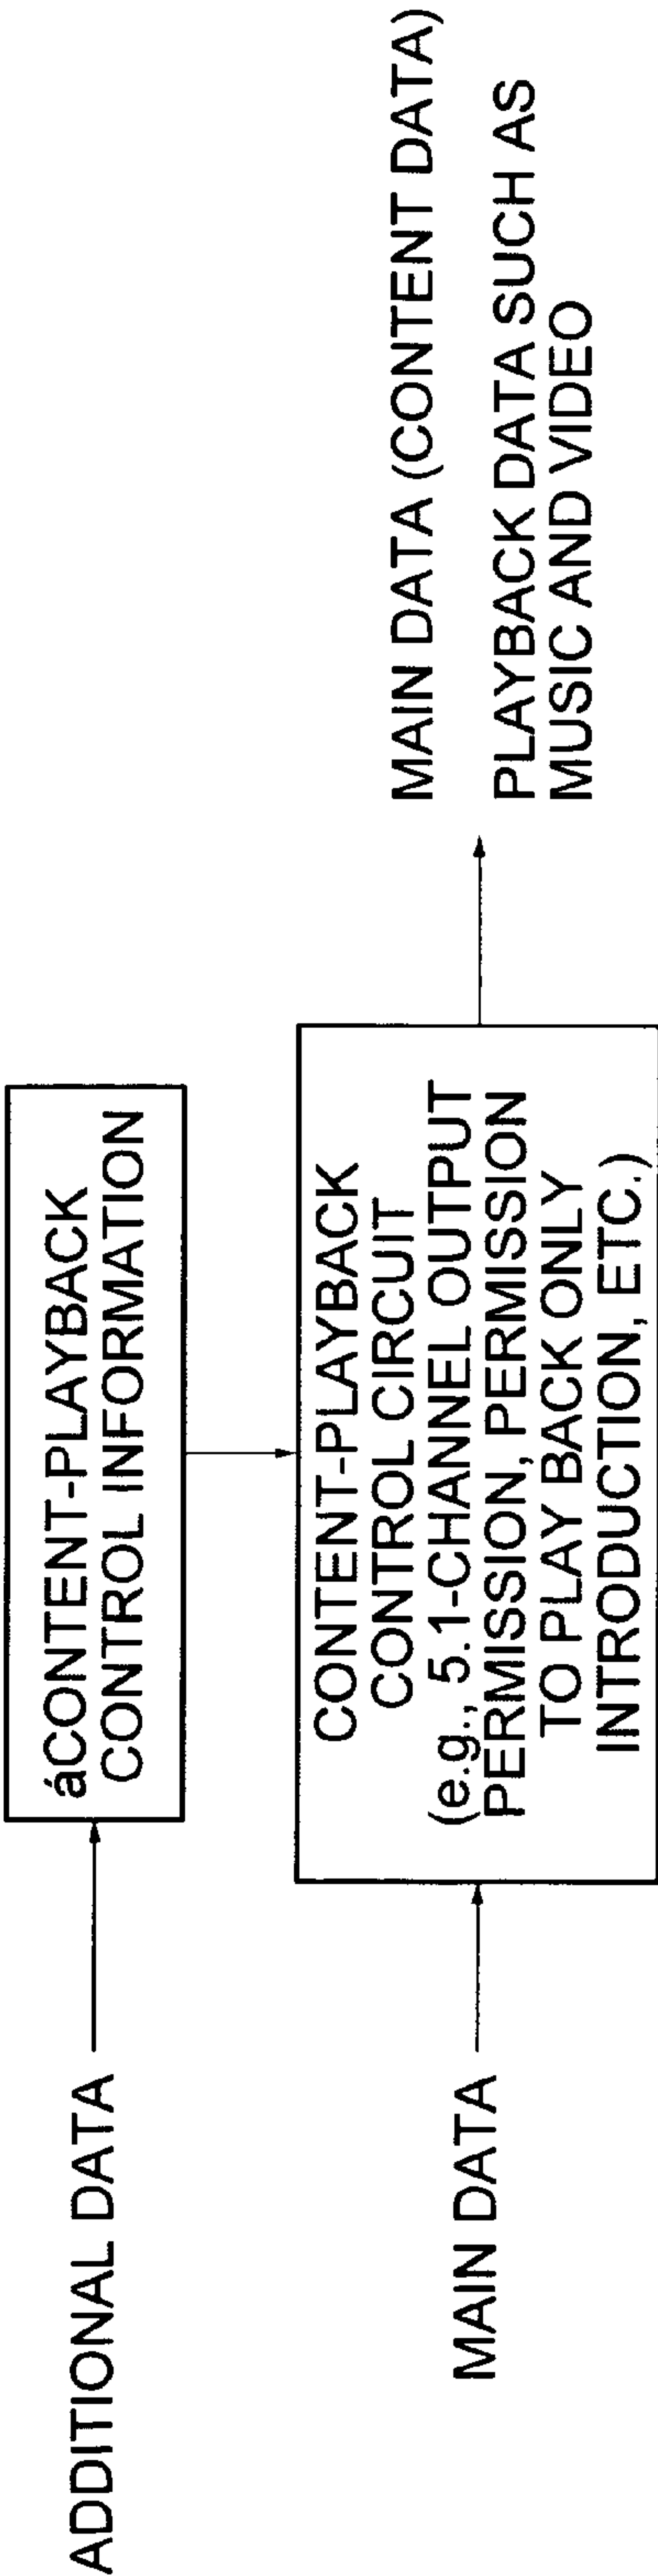 ADDITIONAL DATA
áCONTENT-PLAYBACK
CONTROL INFORMATION
MAIN DATA
CONTENT-PLAYBACK
CONTROL CIRCUIT
(e.g., 5.1-CHANNEL OUTPUT
PERMISSION, PERMISSION
TO PLAY BACK ONLY
INTRODUCTION, ETC.)
MAIN DATA (CONTENT DATA)
PLAYBACK DATA SUCH AS
MUSIC AND VIDEO